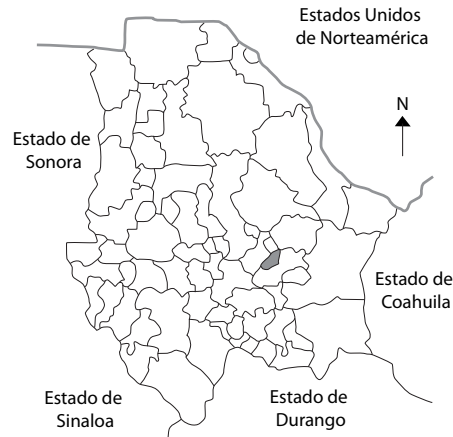 Estados Unidos
de Norteamérica
N
Estado de
Sonora
Estado de
Coahuila
Estado de
Sinaloa
Estado de
Durango